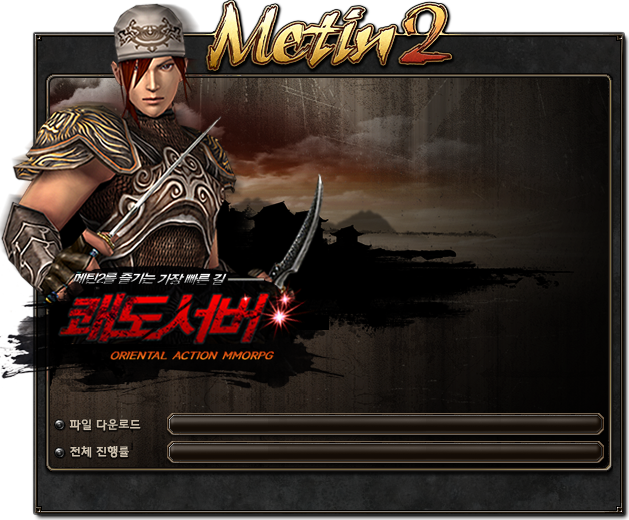 Metin2
메틴2를 즐기는 가장 빠른 길
쾌도서버
ORIENTAL ACTION MMORPG
파일 다운로드
전체 진행률